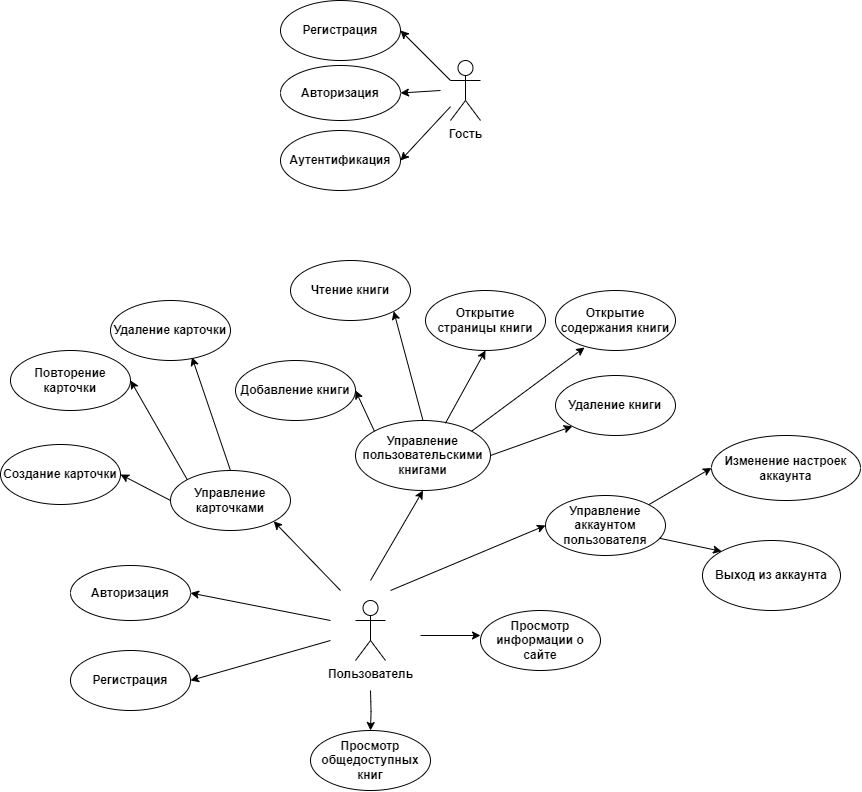 Регистрация
Авторизация
Гость
Аутентификация
Чтение книги
Удаление карточки
Открытие
страницы книги
Открытие
содержания книги
Повторение
карточки
Добавление книги
Удаление книги
Управление
пользовательскими
книгами
Создание карточки
Управление
карточками
Изменение настроек
аккаунта
Управление
аккаунтом
пользователя
Выход из аккаунта
Авторизация
Просмотр
информации о
сайте
Регистрация
Пользователь
Просмотр
общедоступных
книг